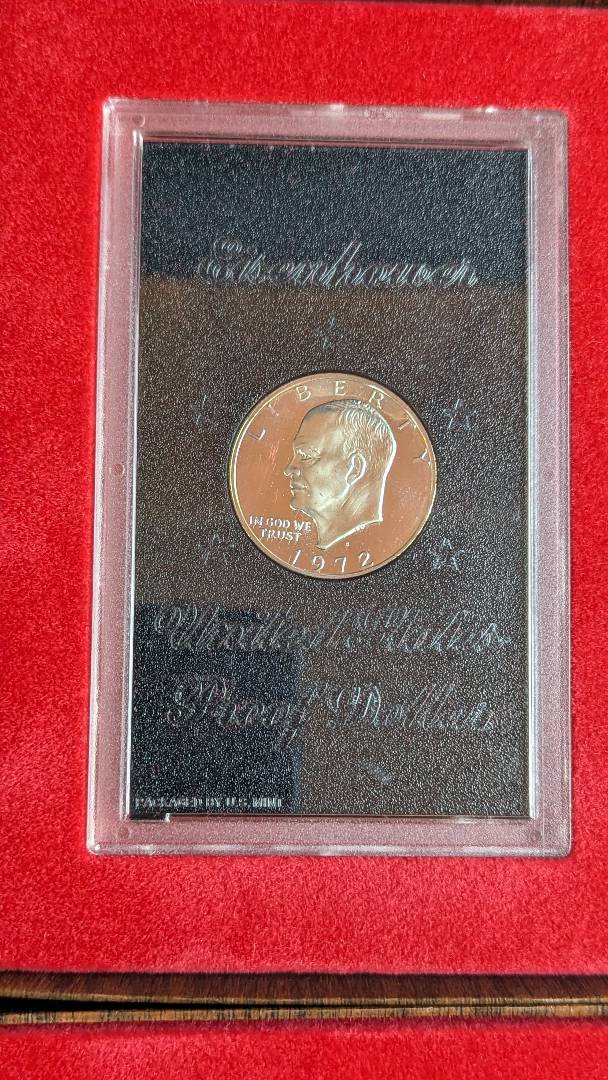 Eisenhower
LIBERTY
IN GOD WE
TRUST
S
1972
United States
Proof Dollar
PACKAGED BY U.S. MINT